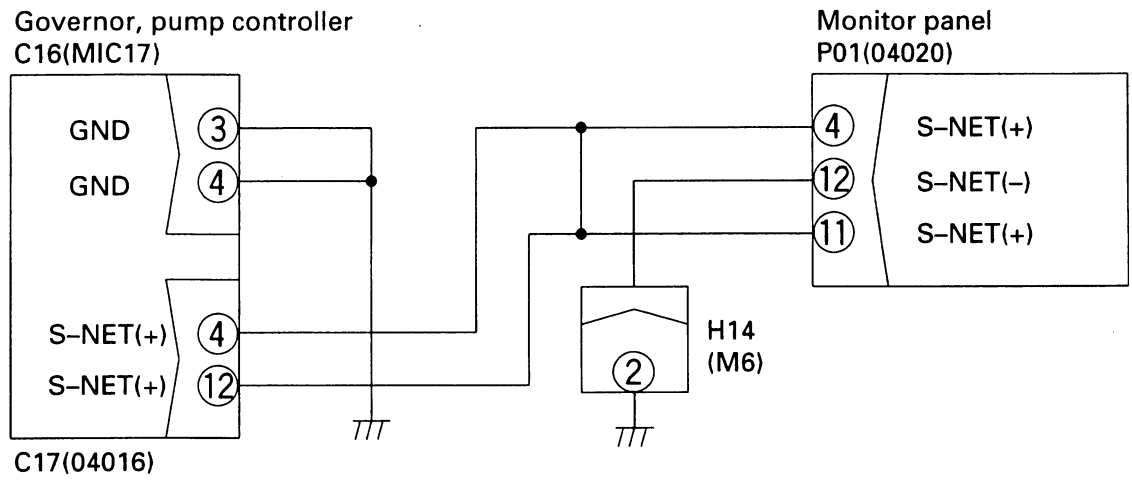 Governor, pump controller
C16(MIC17)
GND
3
GND
4
S–NET(+)
4
S–NET(+)
12
C17(04016)
Monitor panel
P01(04020)
4
S–NET(+)
12
S–NET(–)
11
S–NET(+)
H14
(M6)
2